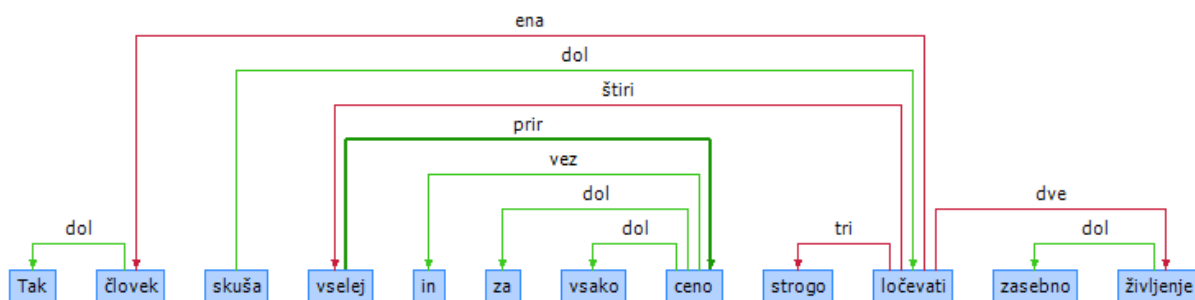 ena
dol
štiri
prir
vez
dol
dve
dol dol tri dol
Tak človek skuša vselej in za vsako ceno strogo ločevati zasebno življenje